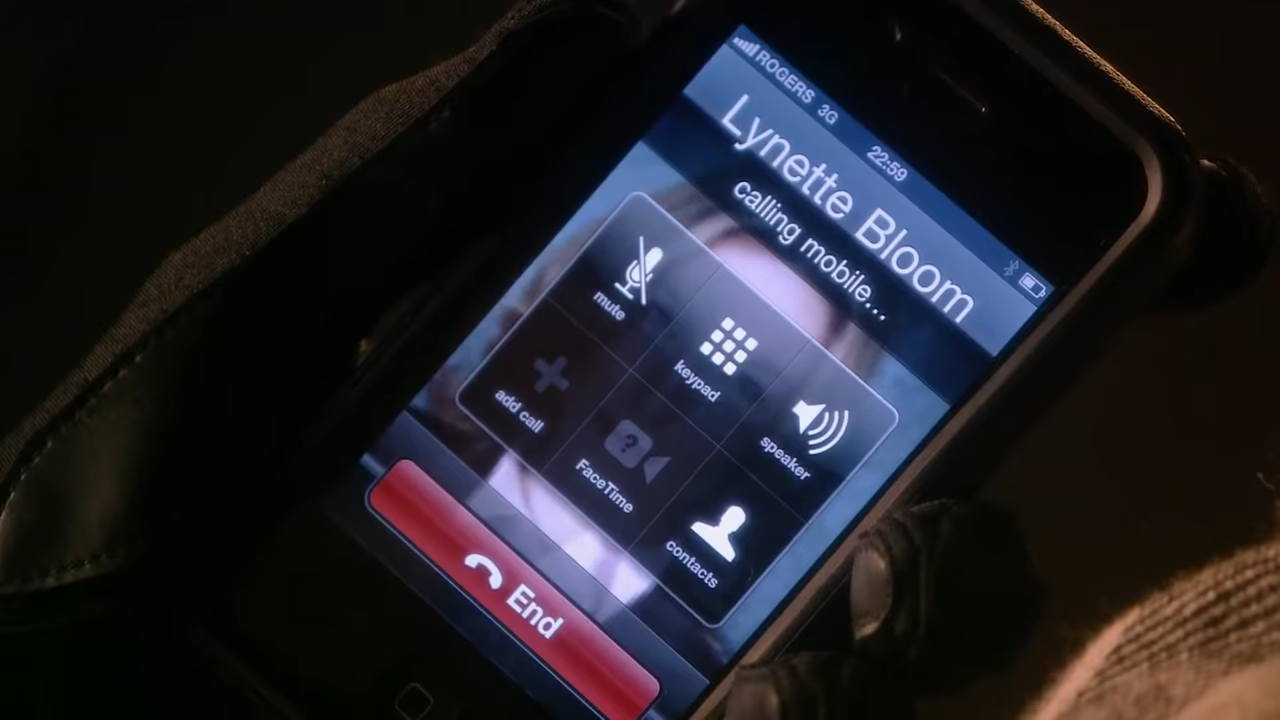 ROGERS 3G 22:59
Lynette Bloom
calling mobile...
mute keypad speaker
add call FaceTime contacts
End